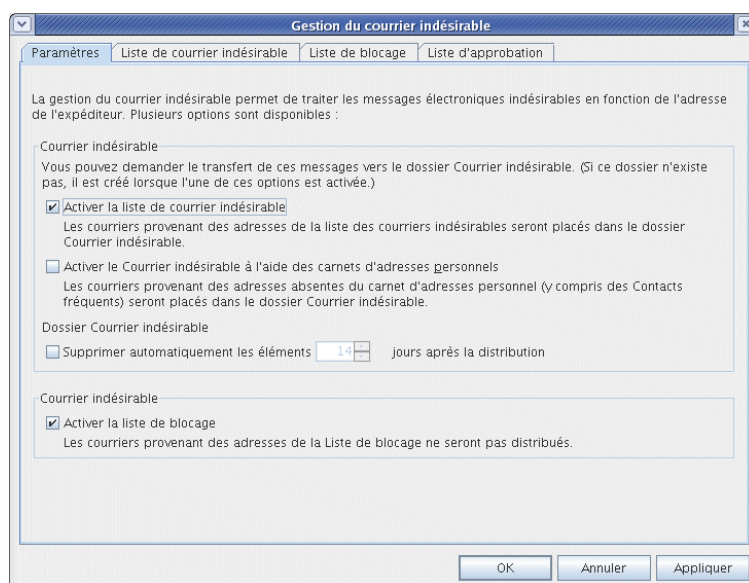 Gestion du courrier indésirable
Paramètres
Liste de courrier indésirable
Liste de blocage
Liste d'approbation
La gestion du courrier indésirable permet de traiter les messages électroniques indésirables en fonction de l'adresse
de l'expéditeur. Plusieurs options sont disponibles :
Courrier indésirable
Vous pouvez demander le transfert de ces messages vers le dossier Courrier indésirable. (Si ce dossier n'existe
pas, il est créé lorsque l'une de ces options est activée.)
Activer la liste de courrier indésirable
Les courriers provenant des adresses de la liste des courriers indésirables seront placés dans le dossier
Courrier indésirable.
Activer le Courrier indésirable à l'aide des carnets d'adresses personnels
Les courriers provenant des adresses absentes du carnet d'adresses personnel (y compris des Contacts
fréquents) seront placés dans le dossier Courrier indésirable.
Dossier Courrier indésirable
Supprimer automatiquement les éléments 14 jours après la distribution
Courrier indésirable
Activer la liste de blocage
Les courriers provenant des adresses de la Liste de blocage ne seront pas distribués.
OK
Annuler
Appliquer